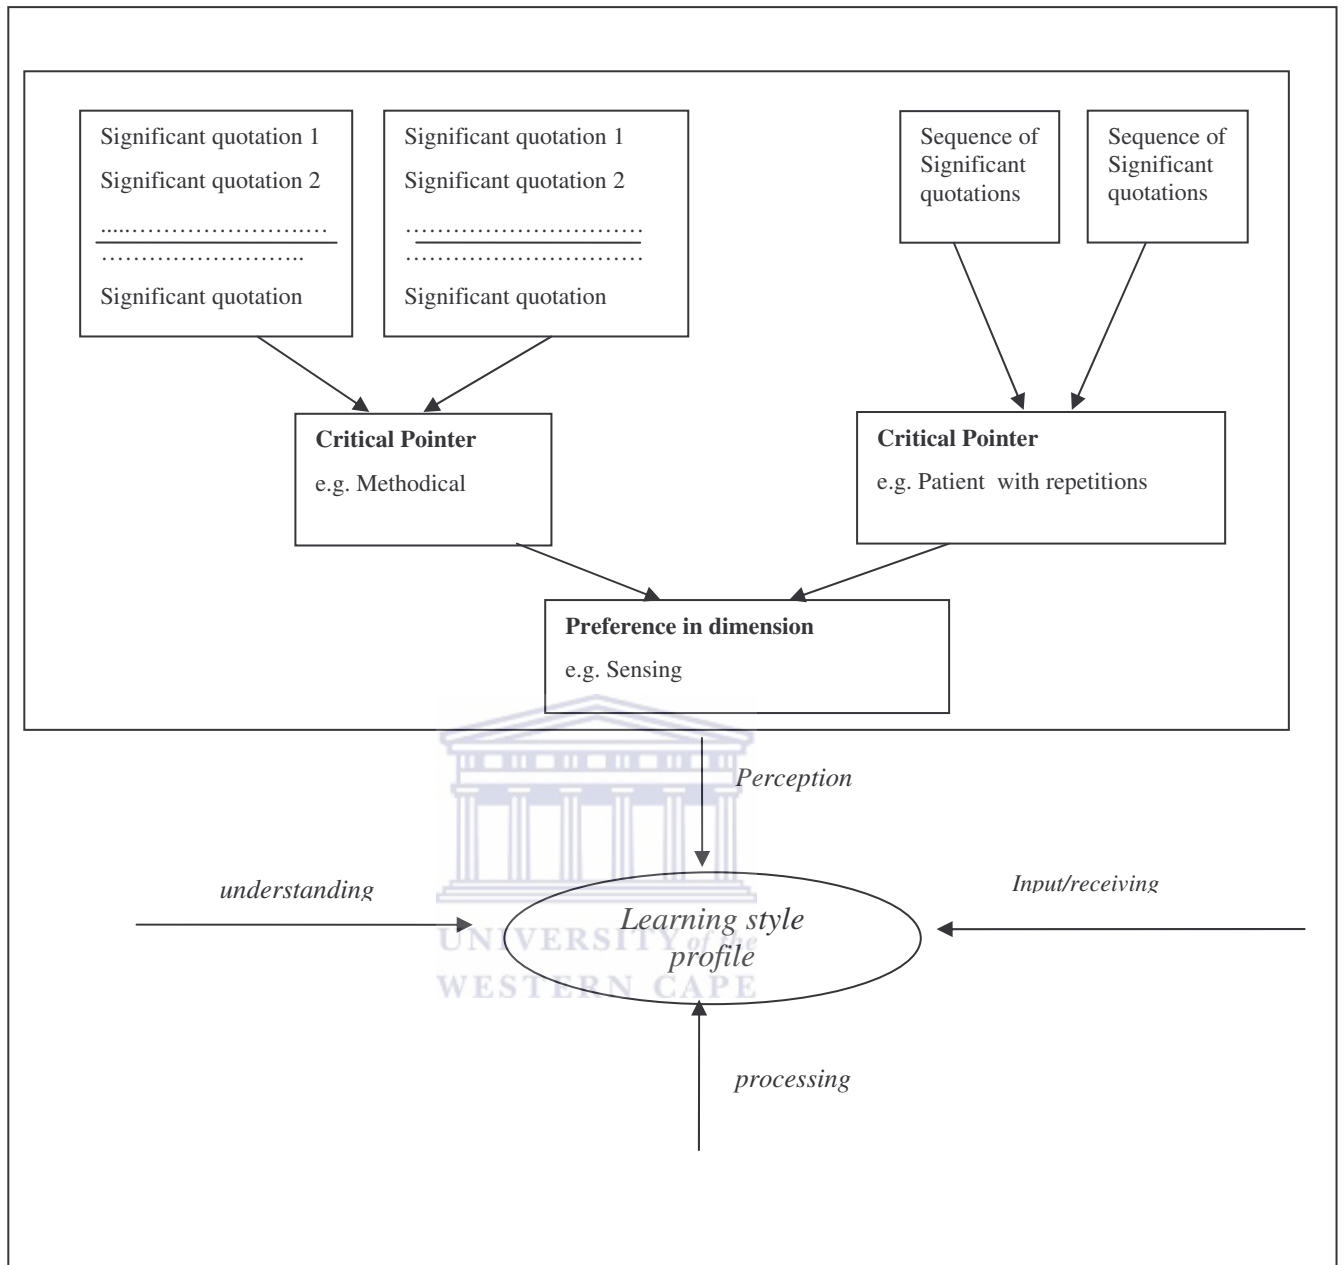 Significant quotation 1
Significant quotation 2
.....…………………….…
……………………..
Significant quotation
Significant quotation 1
Significant quotation 2
…………………………
…………………………
Significant quotation
Sequence of
Significant
quotations
Sequence of
Significant
quotations
Critical Pointer
e.g. Methodical
Critical Pointer
e.g. Patient with repetitions
Preference in dimension
e.g. Sensing
Perception
understanding
Input/receiving
Learning style
profile
UNIVERSITY of the
WESTERN CAPE
processing